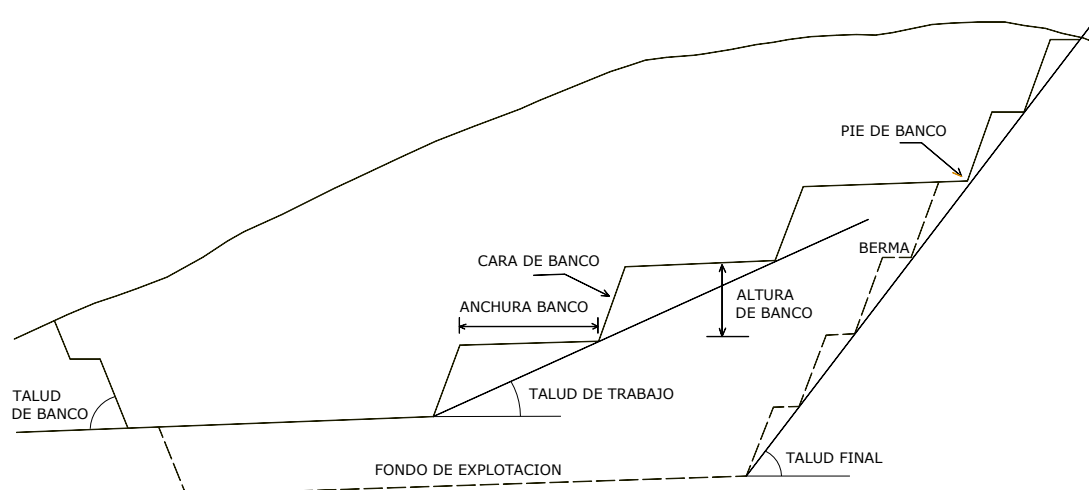 PIE DE BANCO
BERMA
CARA DE BANCO
ANCHURA BANCO
ALTURA
DE BANCO
TALUD
DE BANCO
TALUD DE TRABAJO
TALUD FINAL
FONDO DE EXPLOTACION